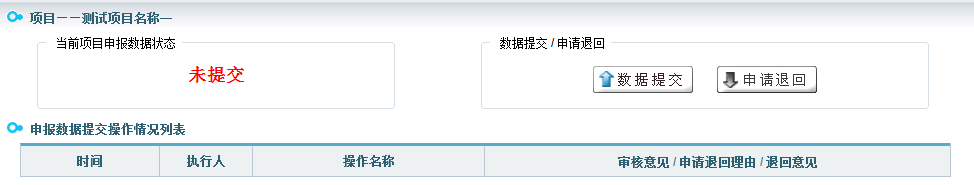 项目——测试项目名称—
当前项目申报数据状态
未提交
数据提交 / 申请退回
数据提交 申请退回
申报数据提交操作情况列表
时间 执行人 操作名称 审核意见 / 申请退回理由 / 退回意见